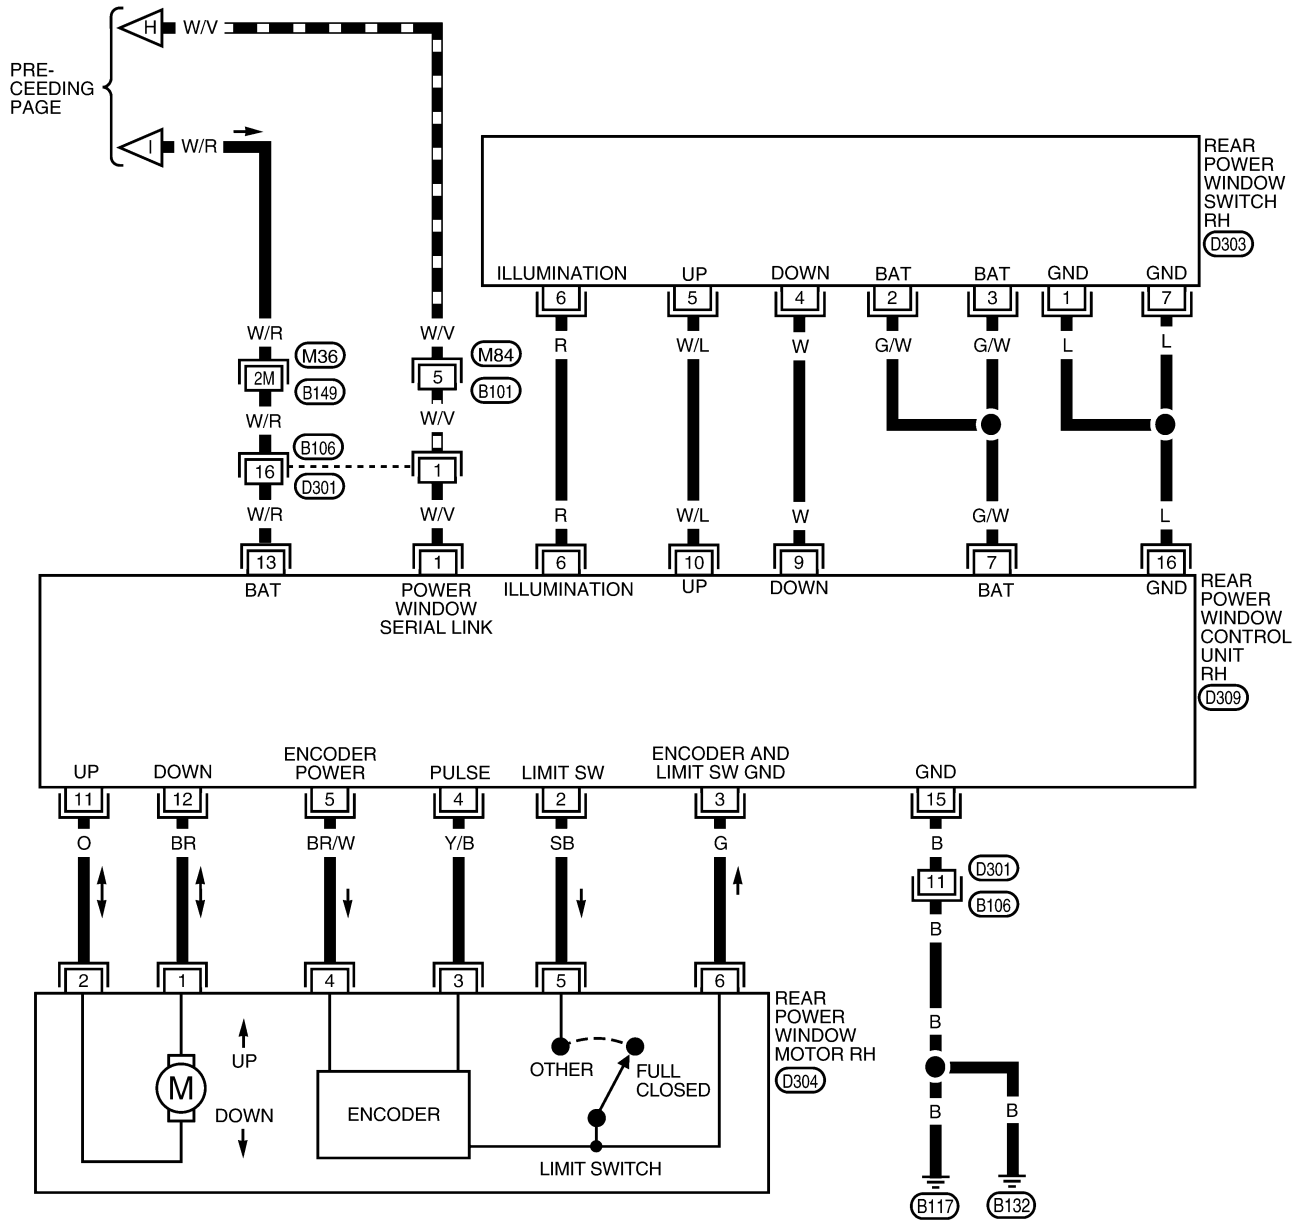 H W/V
PRE-
CEEDING
PAGE
I W/R
REAR
POWER
WINDOW
SWITCH
RH
D303
ILLUMINATION UP DOWN BAT BAT GND GND
6 5 4 2 3 1 7
W/R W/V R W/L W G/W G/W L L
M36 M84
2M 5
B149 B101
W/R W/V
B106
16 1
D301
W/R W/V R W/L W G/W L
13 1 6 10 9 7 16
BAT POWER
WINDOW
SERIAL LINK ILLUMINATION UP DOWN BAT GND
REAR
POWER
WINDOW
CONTROL
UNIT
RH
D309
UP DOWN ENCODER
POWER PULSE LIMIT SW ENCODER AND
LIMIT SW GND GND
11 12 5 4 2 3 15
O BR BR/W Y/B SB G B
D301
11
B106
B
2 1 4 3 5 6
REAR
POWER
WINDOW
MOTOR RH
D304
B
UP
M
DOWN
ENCODER
OTHER
FULL
CLOSED
LIMIT SWITCH
B B
B117 B132